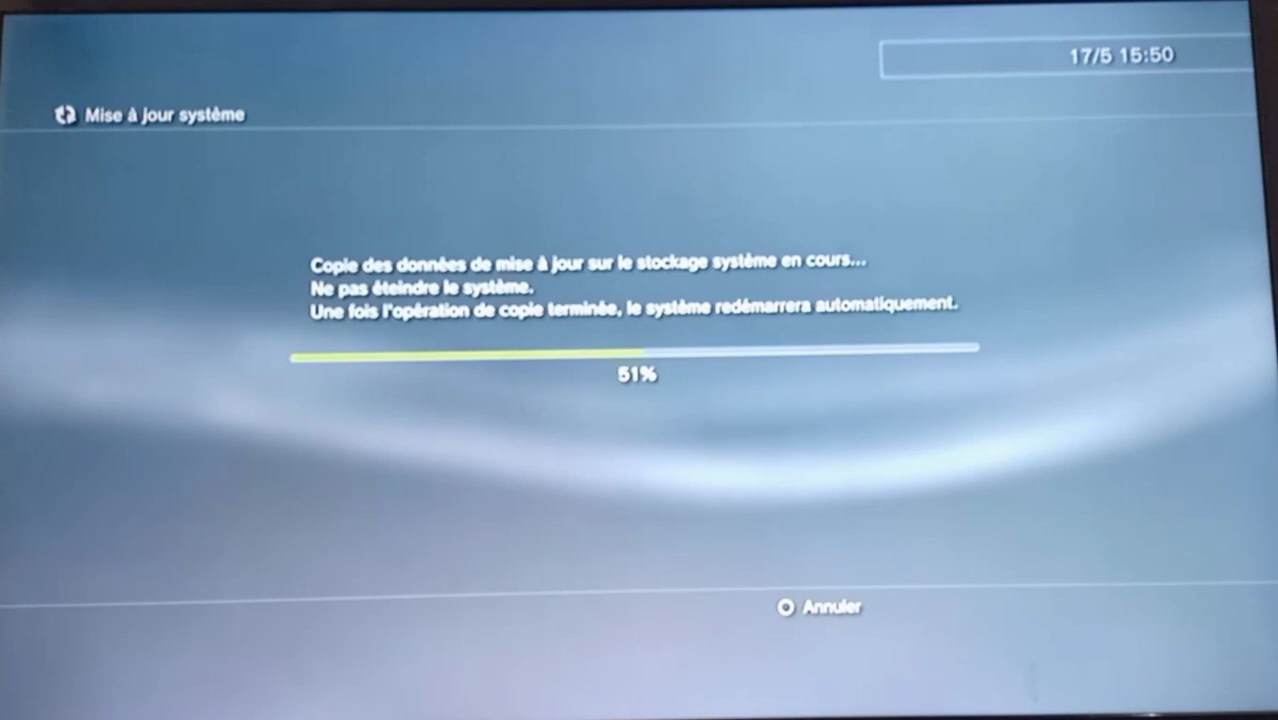 17/5 15:50
Mise à jour système
Copie des données de mise à jour sur le stockage système en cours...
Ne pas éteindre le système.
Une fois l'opération de copie terminée, le système redémarrera automatiquement.
51%
Annuler